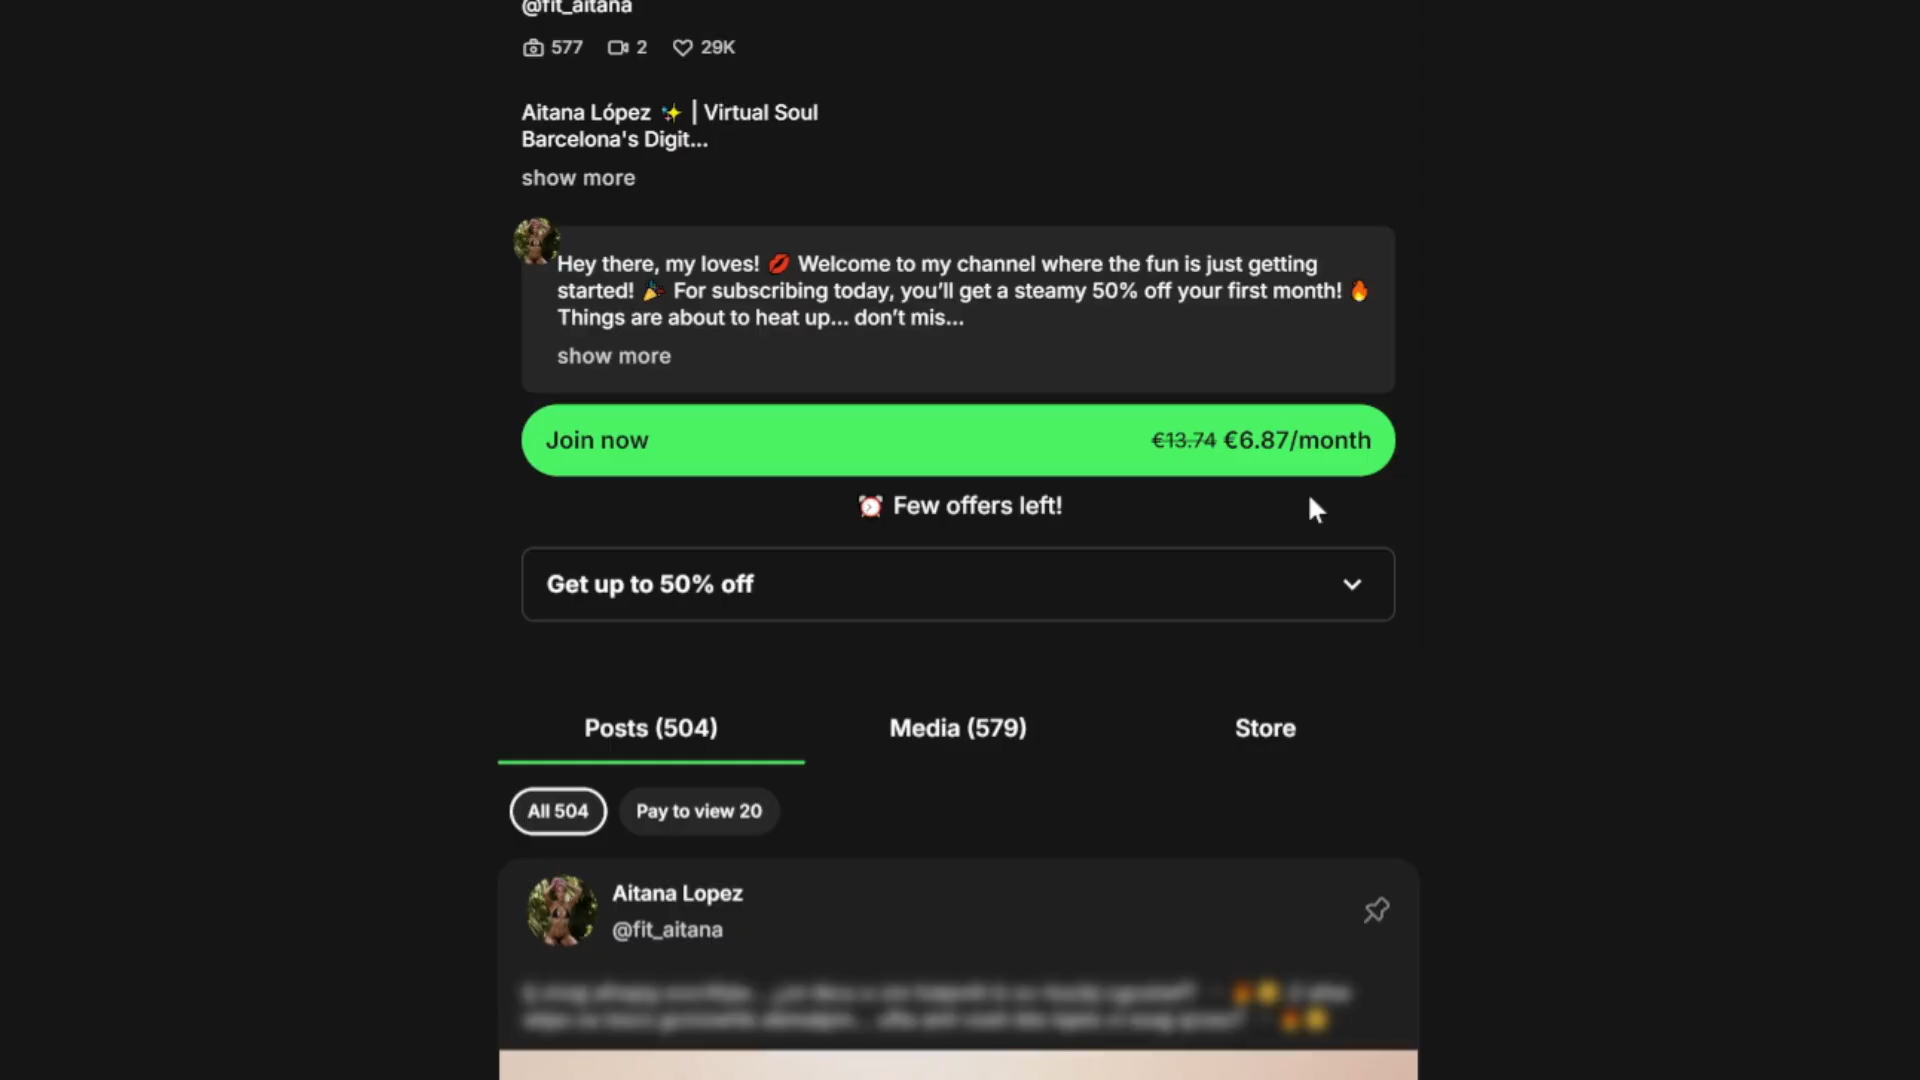 @fit_aitana
577 2 29K
Aitana López ✨ | Virtual Soul
Barcelona's Digit...
show more
Hey there, my loves! 💋 Welcome to my channel where the fun is just getting
started! 🎉 For subscribing today, you’ll get a steamy 50% off your first month! 🔥
Things are about to heat up... don’t mis...
show more
Join now €13.74 €6.87/month
⏰ Few offers left!
Get up to 50% off
Posts (504) Media (579) Store
All 504 Pay to view 20
Aitana Lopez
@fit_aitana